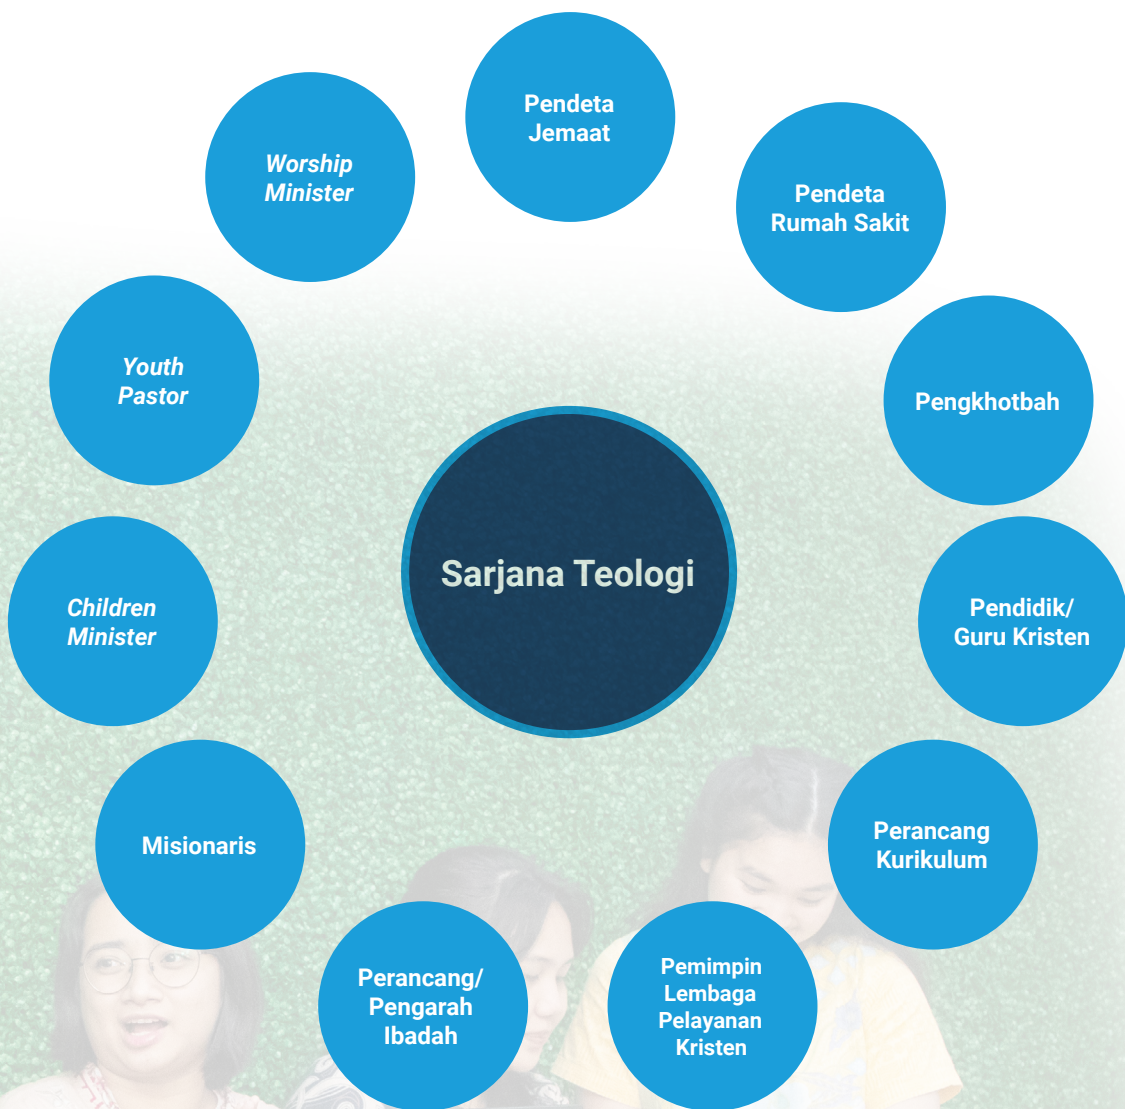 Pendeta
Jemaat
Worship
Minister
Pendeta
Rumah Sakit
Youth
Pastor
Pengkhotbah
Sarjana Teologi
Children
Minister
Pendidik/
Guru Kristen
Misionaris
Perancang
Kurikulum
Perancang/
Pengarah
Ibadah
Pemimpin
Lembaga
Pelayanan
Kristen